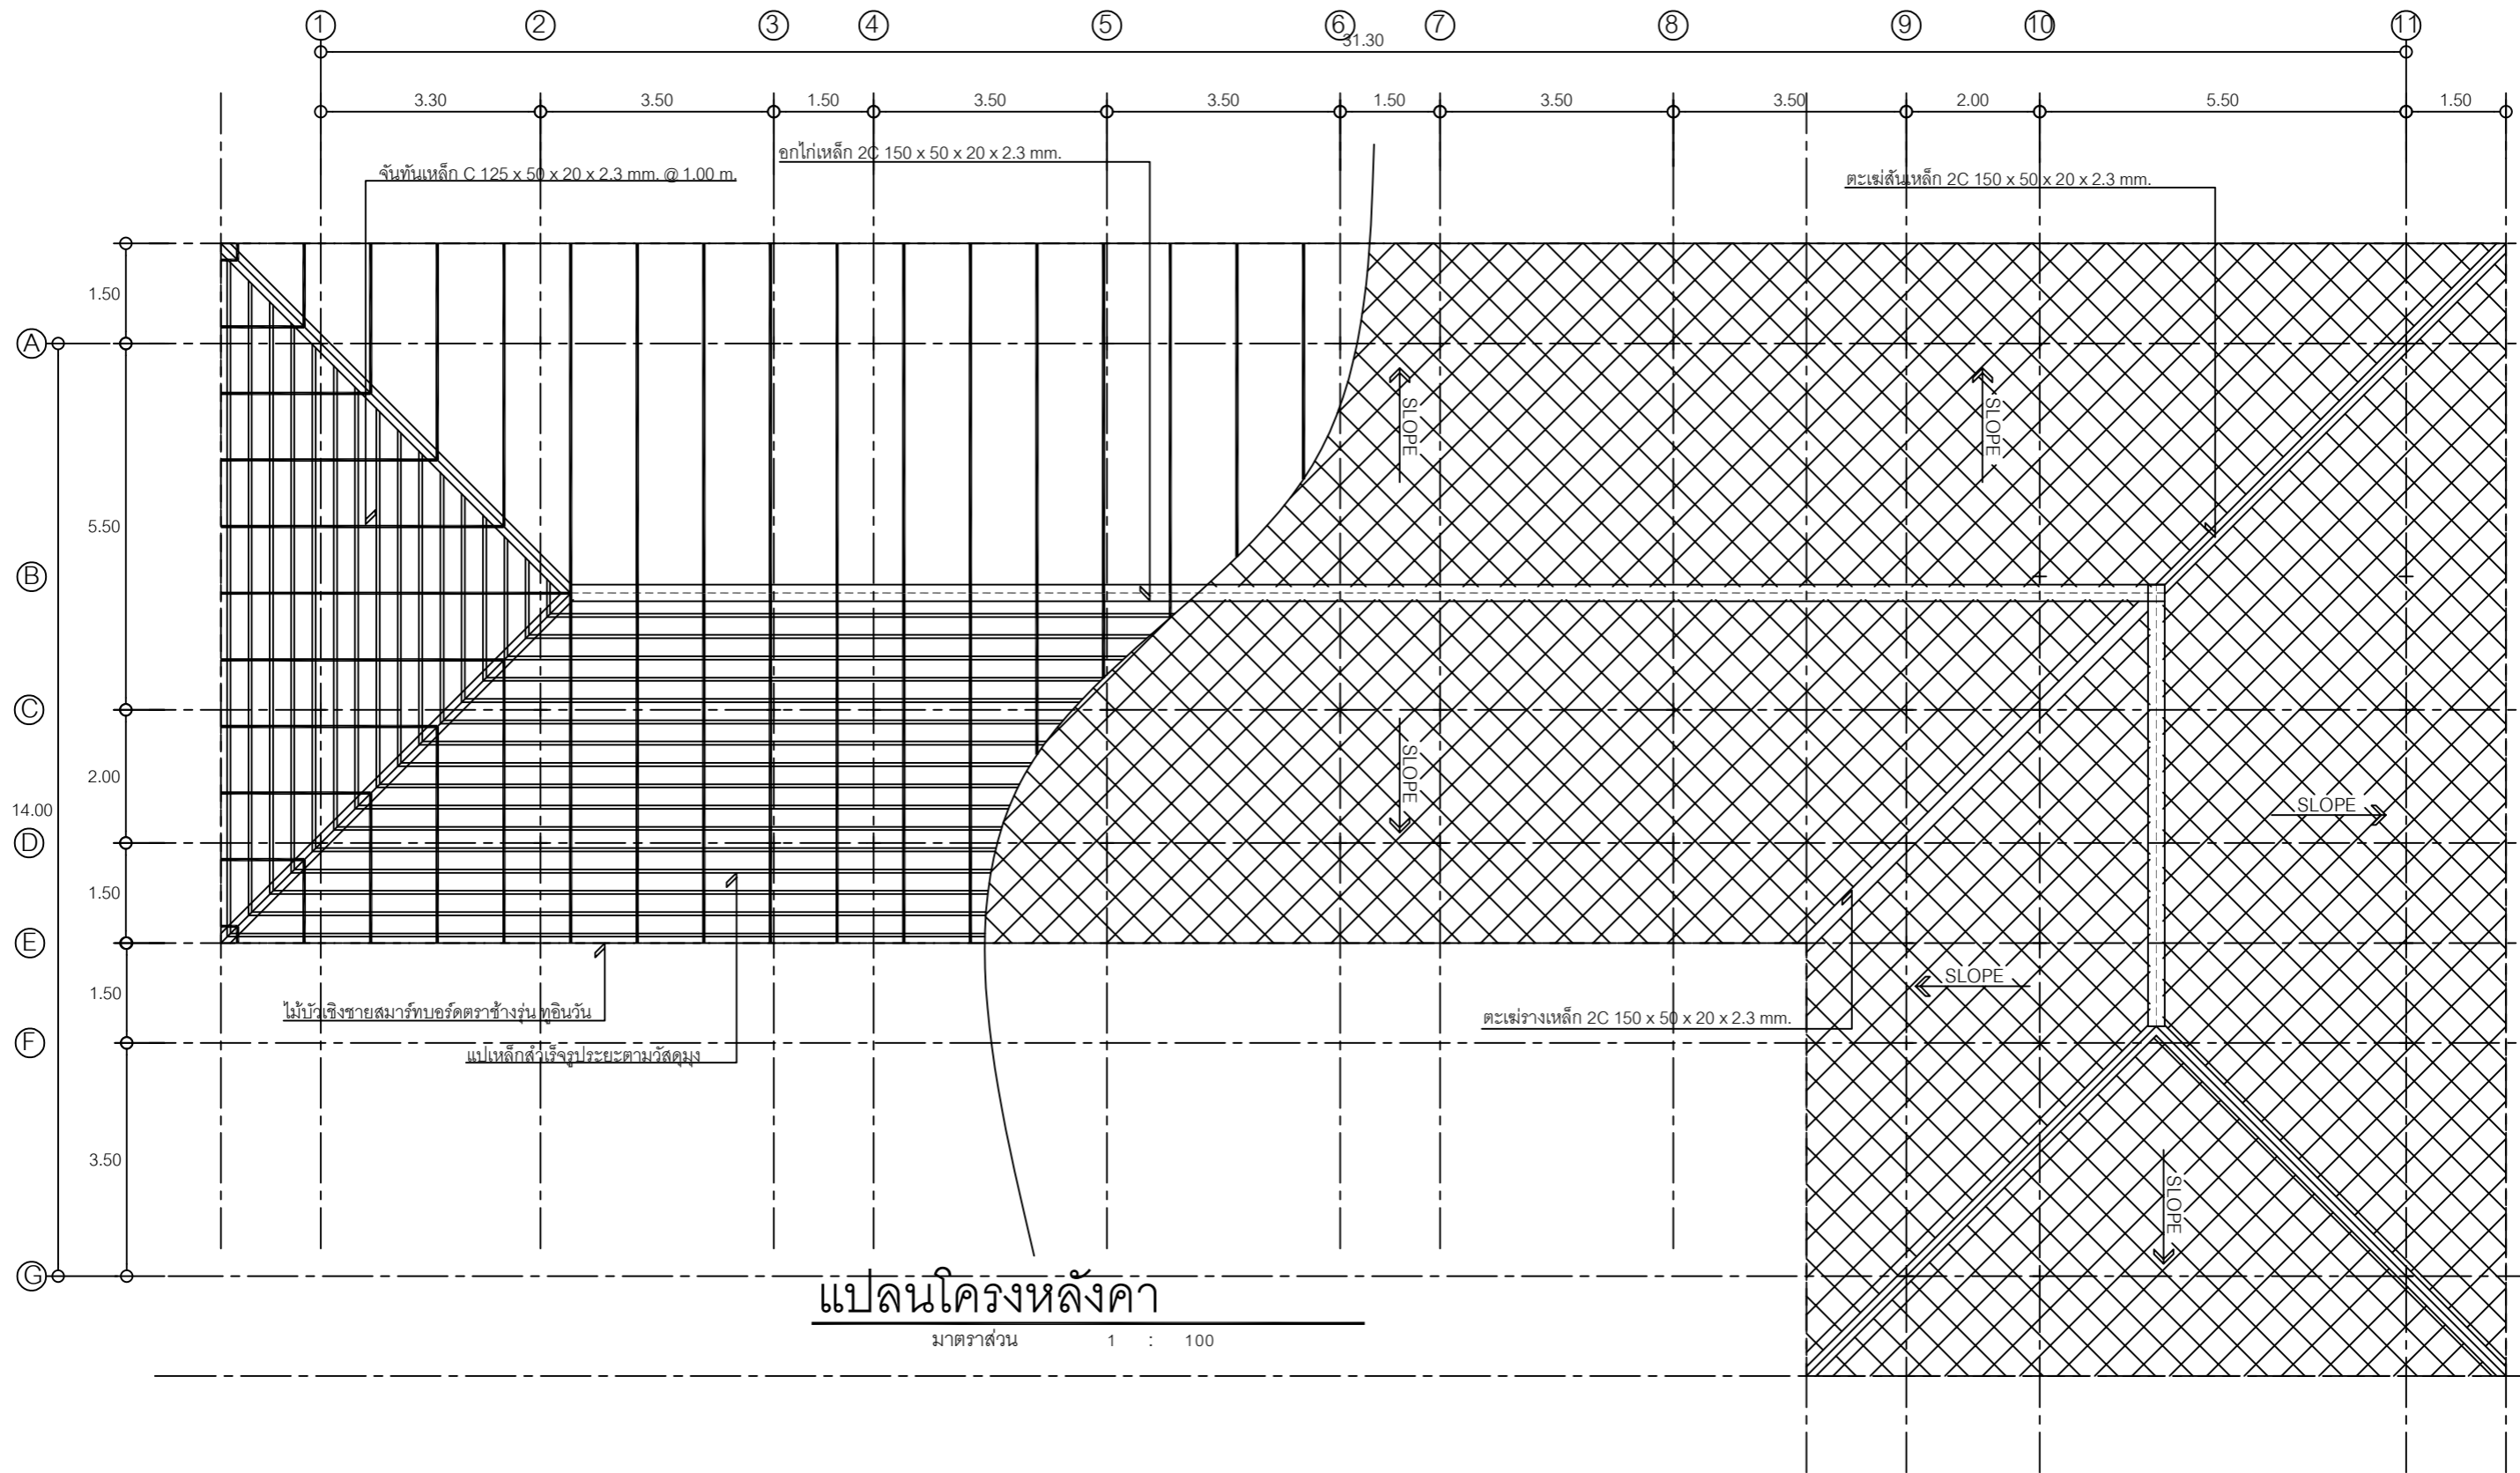 1 2 3 4 5 6 7 8 9 10 11
31.30
3.30 3.50 1.50 3.50 3.50 1.50 3.50 3.50 2.00 5.50 1.50
อกไก่เหล็ก 2C 150 x 50 x 20 x 2.3 mm.
จันทันเหล็ก C 125 x 50 x 20 x 2.3 mm. @ 1.00 m.
ตะเฆ่สันเหล็ก 2C 150 x 50 x 20 x 2.3 mm.
1.50
A
SLOPE
SLOPE
5.50
B
C
SLOPE
2.00
SLOPE
14.00
D
1.50
E
SLOPE
1.50
ไม้บัวเชิงชายสมาร์ทบอร์ดตราช้างรุ่น ทูอินวัน
ตะเฆ่รางเหล็ก 2C 150 x 50 x 20 x 2.3 mm.
F
แปเหล็กสำเร็จรูประยะตามวัสดุมุง
3.50
SLOPE
G
แปลนโครงหลังคา
มาตราส่วน 1 : 100